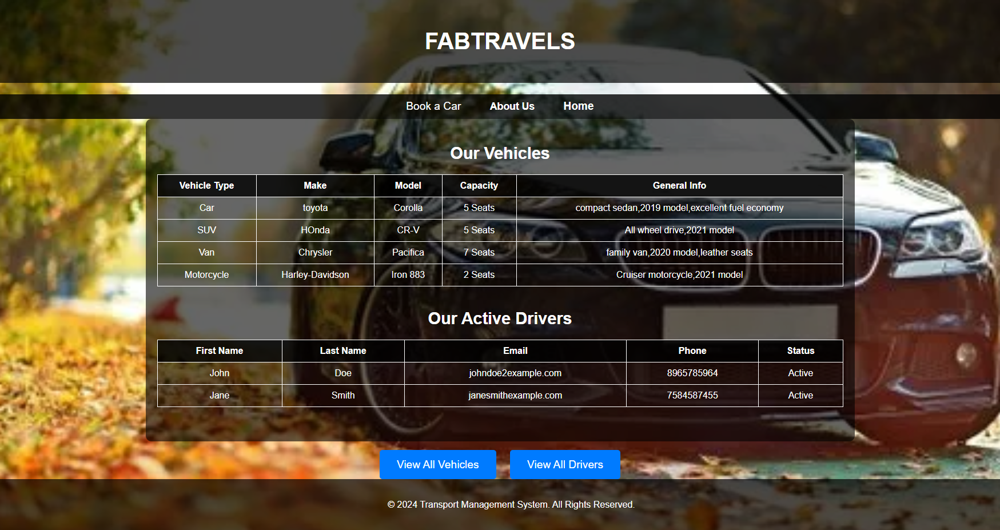 FABTRAVELS
Book a Car About Us Home
Our Vehicles
Vehicle Type Make Model Capacity General Info
Car toyota Corolla 5 Seats compact sedan,2019 model,excellent fuel economy
SUV HOnda CR-V 5 Seats All wheel drive,2021 model
Van Chrysler Pacifica 7 Seats family van,2020 model,leather seats
Motorcycle Harley-Davidson Iron 883 2 Seats Cruiser motorcycle,2021 model
Our Active Drivers
First Name Last Name Email Phone Status
John Doe johndoe2example.com 8965785964 Active
Jane Smith janesmithexample.com 7584587455 Active
View All Vehicles View All Drivers
© 2024 Transport Management System. All Rights Reserved.